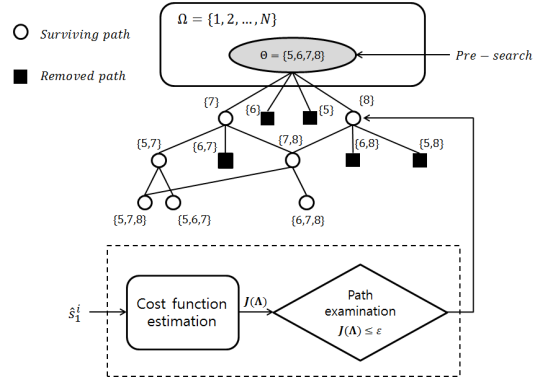 Ω = {1, 2, …, N}
Surviving path
Θ = {5,6,7,8}
Pre − search
Removed path
{7}
{6}
{5}
{8}
{5,7}
{6,7}
{7,8}
{6,8}
{5,8}
{5,7,8}
{5,6,7}
{6,7,8}
ŝ₁ⁱ
Cost function
estimation
J(Λ)
Path
examination
J(Λ) ≤ ε